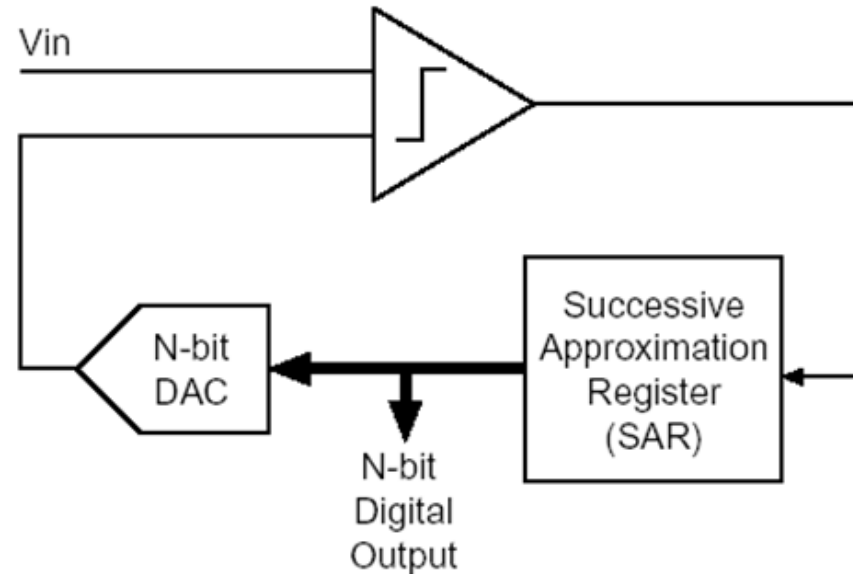 Vin
Successive
Approximation
Register
(SAR)
N-bit
DAC
N-bit
Digital
Output